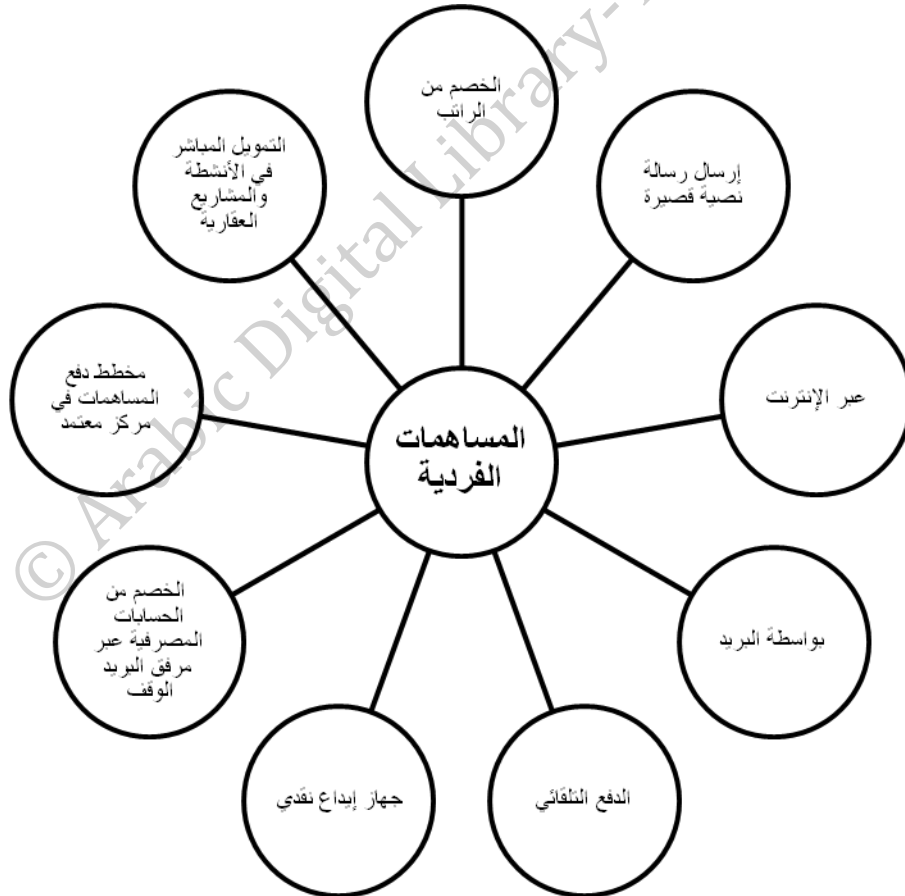 الخصم من
الراتب
إرسال رسالة
نصية قصيرة
عبر الإنترنت
بواسطة البريد
الدفع التلقائي
جهاز إيداع نقدي
الخصم من
الحسابات
المصرفية عبر
مرفق البريد
الوقف
مخطط دفع
المساهمات في
مركز معتمد
التمويل المباشر
في الأنشطة
والمشاريع
العقارية
المساهمات
الفردية
© Arabic Digital Library-